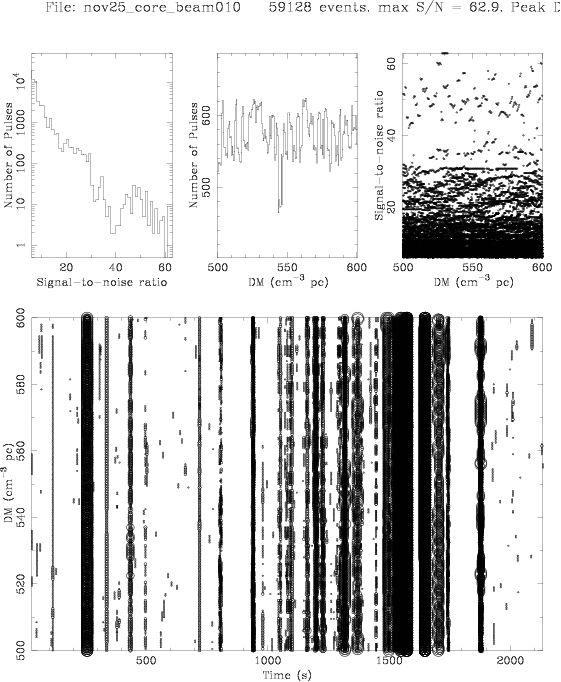 File: nov25_core_beam010 59128 events. max S/N = 62.9. Peak
Number of Pulses
10⁴
1000
100
10
1
20 40 60
Signal-to-noise ratio
Number of Pulses
600
500
500 550 600
DM (cm⁻³ pc)
Signal-to-noise ratio
60
40
20
500 550 600
DM (cm⁻³ pc)
DM (cm⁻³ pc)
600
580
560
540
520
500
500 1000 1500 2000
Time (s)